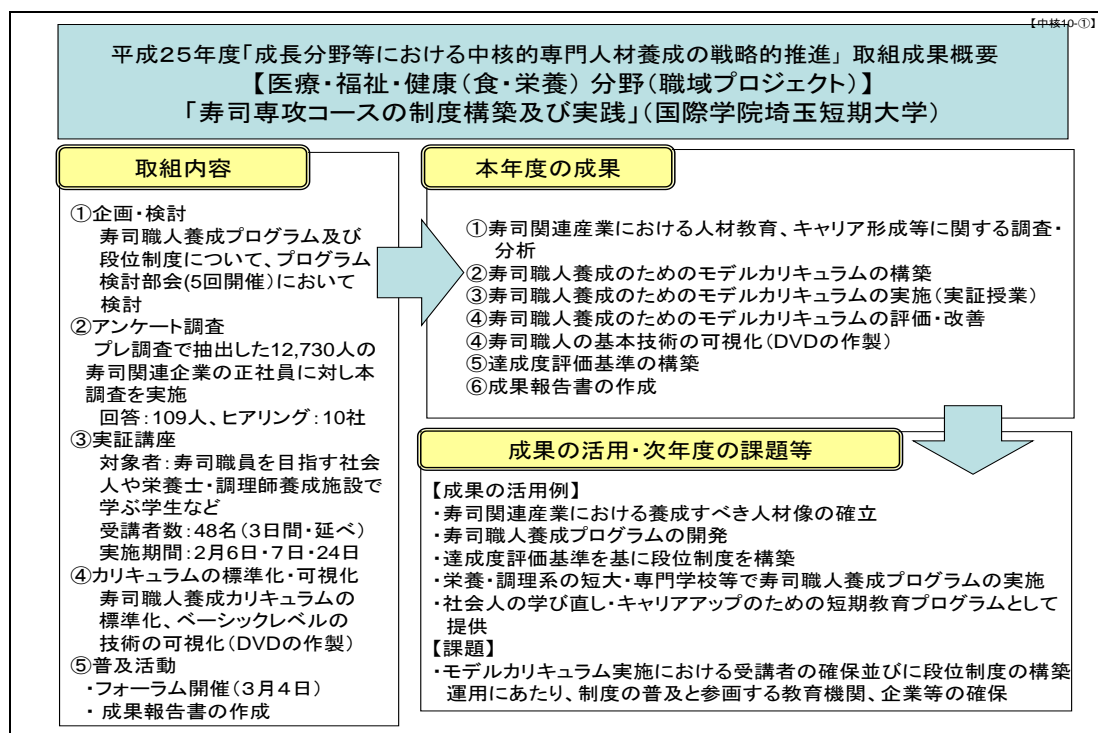 【中核10-①】
平成25年度「成長分野等における中核的専門人材養成の戦略的推進」 取組成果概要
【医療・福祉・健康(食・栄養) 分野(職域プロジェクト)】
「寿司専攻コースの制度構築及び実践」(国際学院埼玉短期大学)
取組内容
①企画・検討
寿司職人養成プログラム及び
段位制度について、プログラム
検討部会(5回開催)において
検討
②アンケート調査
プレ調査で抽出した12,730人の
寿司関連企業の正社員に対し本
調査を実施
回答:109人、ヒアリング:10社
③実証講座
対象者:寿司職員を目指す社会
人や栄養士・調理師養成施設で
学ぶ学生など
受講者数:48名(3日間・延べ)
実施期間:2月6日・7日・24日
④カリキュラムの標準化・可視化
寿司職人養成カリキュラムの
標準化、ベーシックレベルの
技術の可視化(DVDの作製)
⑤普及活動
・フォーラム開催(3月4日)
・ 成果報告書の作成
本年度の成果
①寿司関連産業における人材教育、キャリア形成等に関する調査・
分析
②寿司職人養成のためのモデルカリキュラムの構築
③寿司職人養成のためのモデルカリキュラムの実施(実証授業)
④寿司職人養成のためのモデルカリキュラムの評価・改善
④寿司職人の基本技術の可視化(DVDの作製)
⑤達成度評価基準の構築
⑥成果報告書の作成
成果の活用・次年度の課題等
【成果の活用例】
・寿司関連産業における養成すべき人材像の確立
・寿司職人養成プログラムの開発
・達成度評価基準を基に段位制度を構築
・栄養・調理系の短大・専門学校等で寿司職人養成プログラムの実施
・社会人の学び直し・キャリアアップのための短期教育プログラムとして
提供
【課題】
・モデルカリキュラム実施における受講者の確保並びに段位制度の構築
運用にあたり、制度の普及と参画する教育機関、企業等の確保